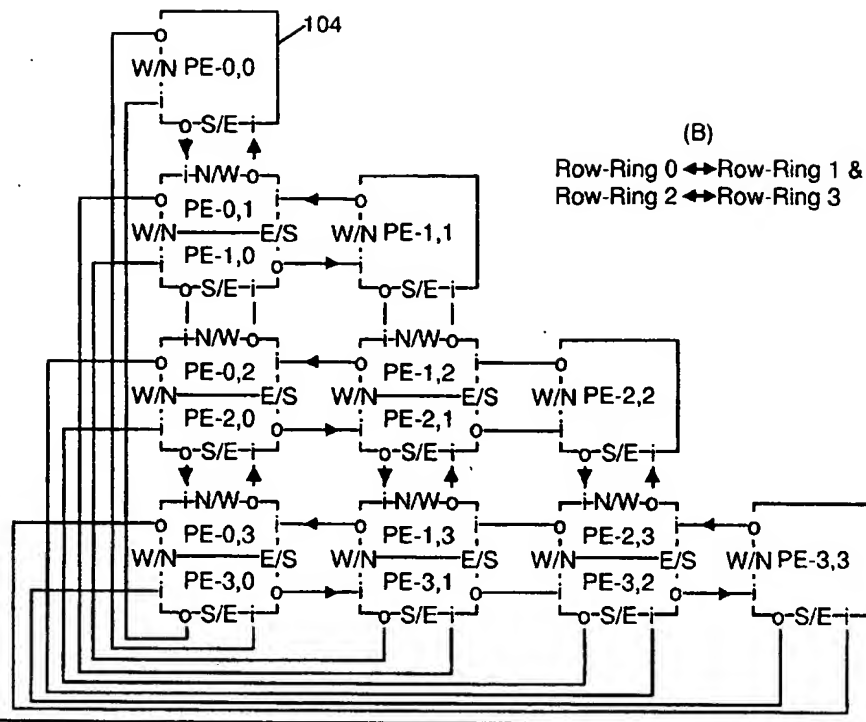 104
o
W/N PE-0,0
i
o-S/E i
(B)
Row-Ring 0 ↔ Row-Ring 1 &
Row-Ring 2 ↔ Row-Ring 3
i-N/W-o
o PE-0,1 i o
W/N E/S W/N PE-1,1
i PE-1,0 o i
o-S/E-i o-S/E-i
i-N/W-o i-N/W-o
o PE-0,2 i o PE-1,2 i o
W/N E/S W/N E/S W/N PE-2,2
i PE-2,0 o i PE-2,1 o i
o-S/E-i o-S/E-i o-S/E-i
i-N/W-o i-N/W-o i-N/W-o
o PE-0,3 i o PE-1,3 i o PE-2,3 i o
W/N E/S W/N E/S W/N E/S W/N PE-3,3
i PE-3,0 o i PE-3,1 o i PE-3,2 o i
o-S/E-i o-S/E-i o-S/E-i o-S/E-i